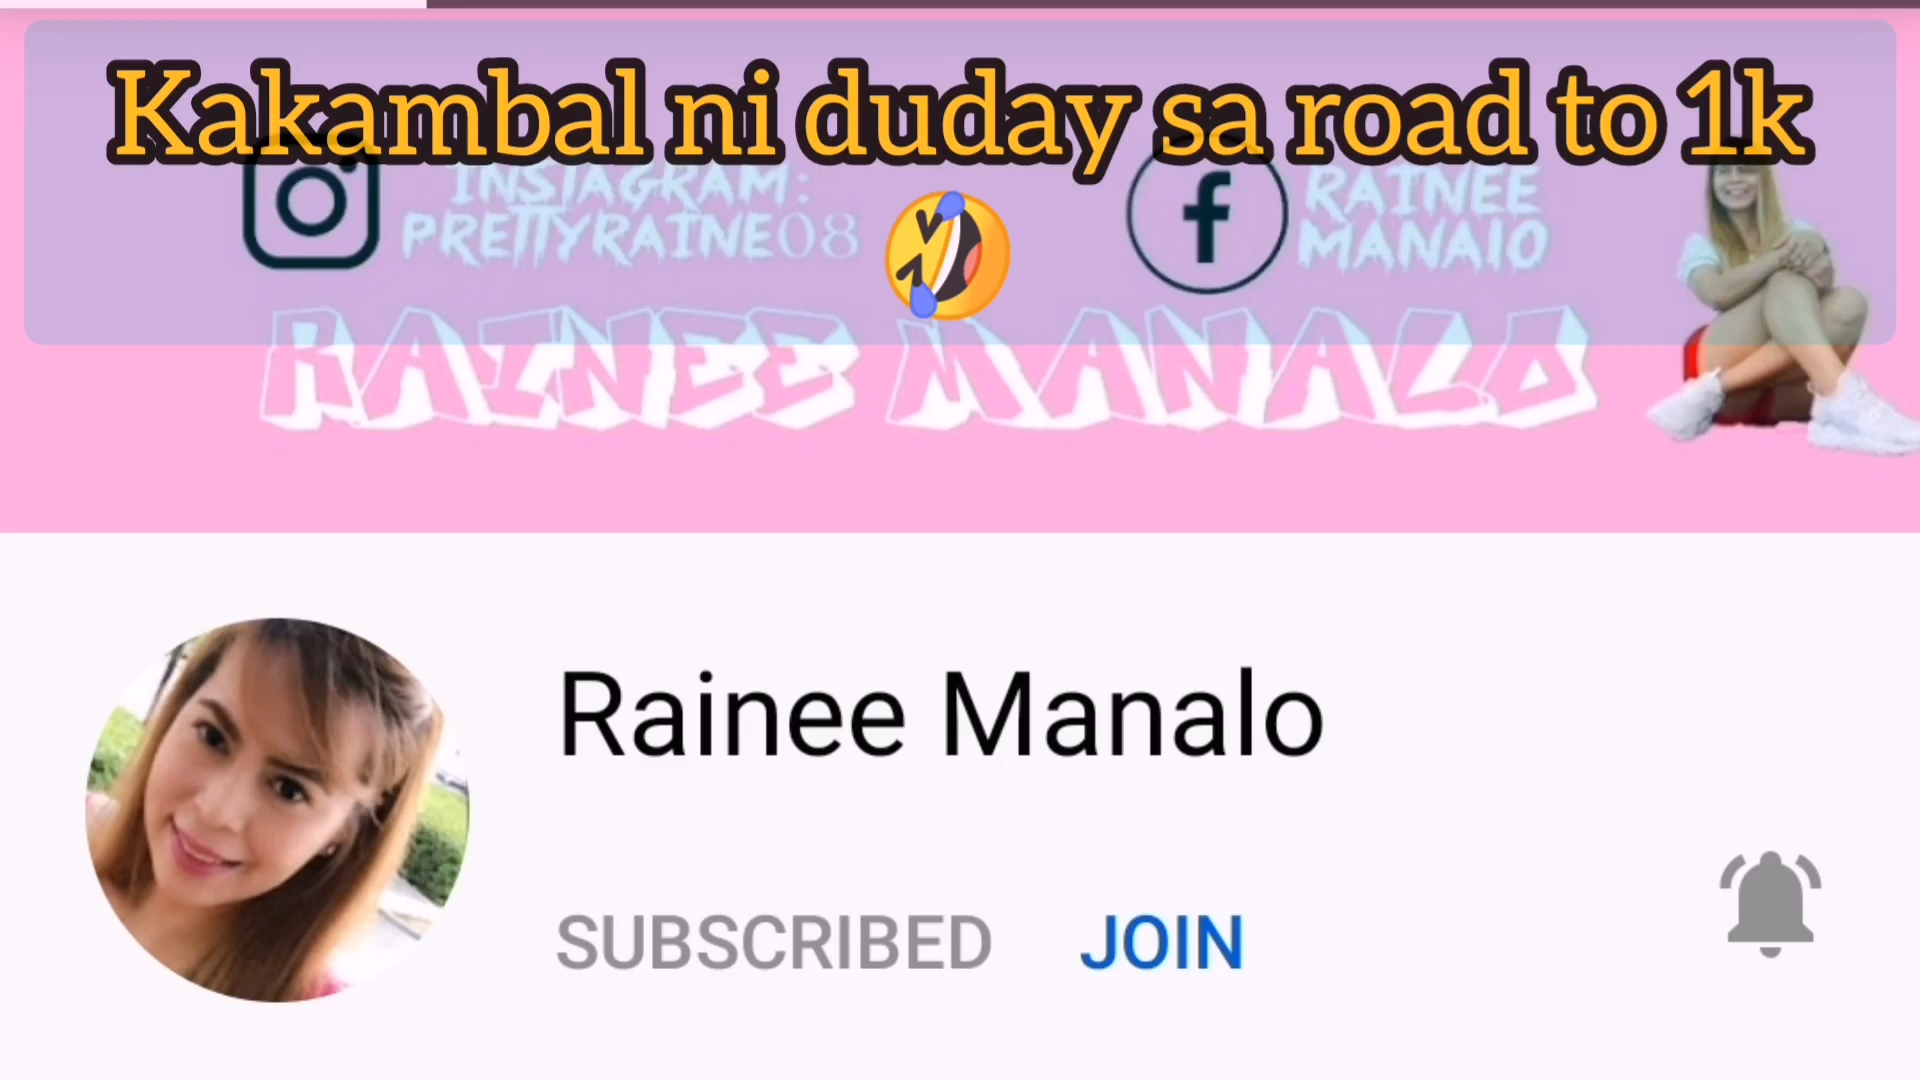 Kakambal ni duday sa road to 1k
🤣
INSTAGRAM:
PRETTYRAINE08
RAINEE
MANALO
RAINEE MANALO
Rainee Manalo
SUBSCRIBED JOIN